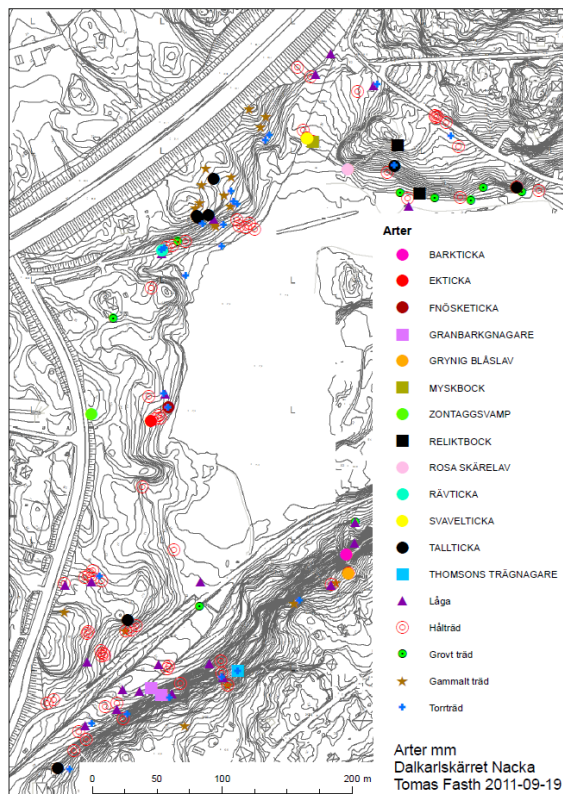 Arter
BARKTICKA
EKTICKA
FNÖSKETICKA
GRANBARKGNAGARE
GRYNIG BLÅSLAV
MYSKBOCK
ZONTAGGSVAMP
RELIKTBOCK
ROSA SKÄRELAV
RÄVTICKA
SVAVELTICKA
TALLTICKA
THOMSONS TRÄGNAGARE
Låga
Hålträd
Grovt träd
Gammalt träd
Torrträd
Arter mm
Dalkarlskärret Nacka
Tomas Fasth 2011-09-19
0 50 100 200 m